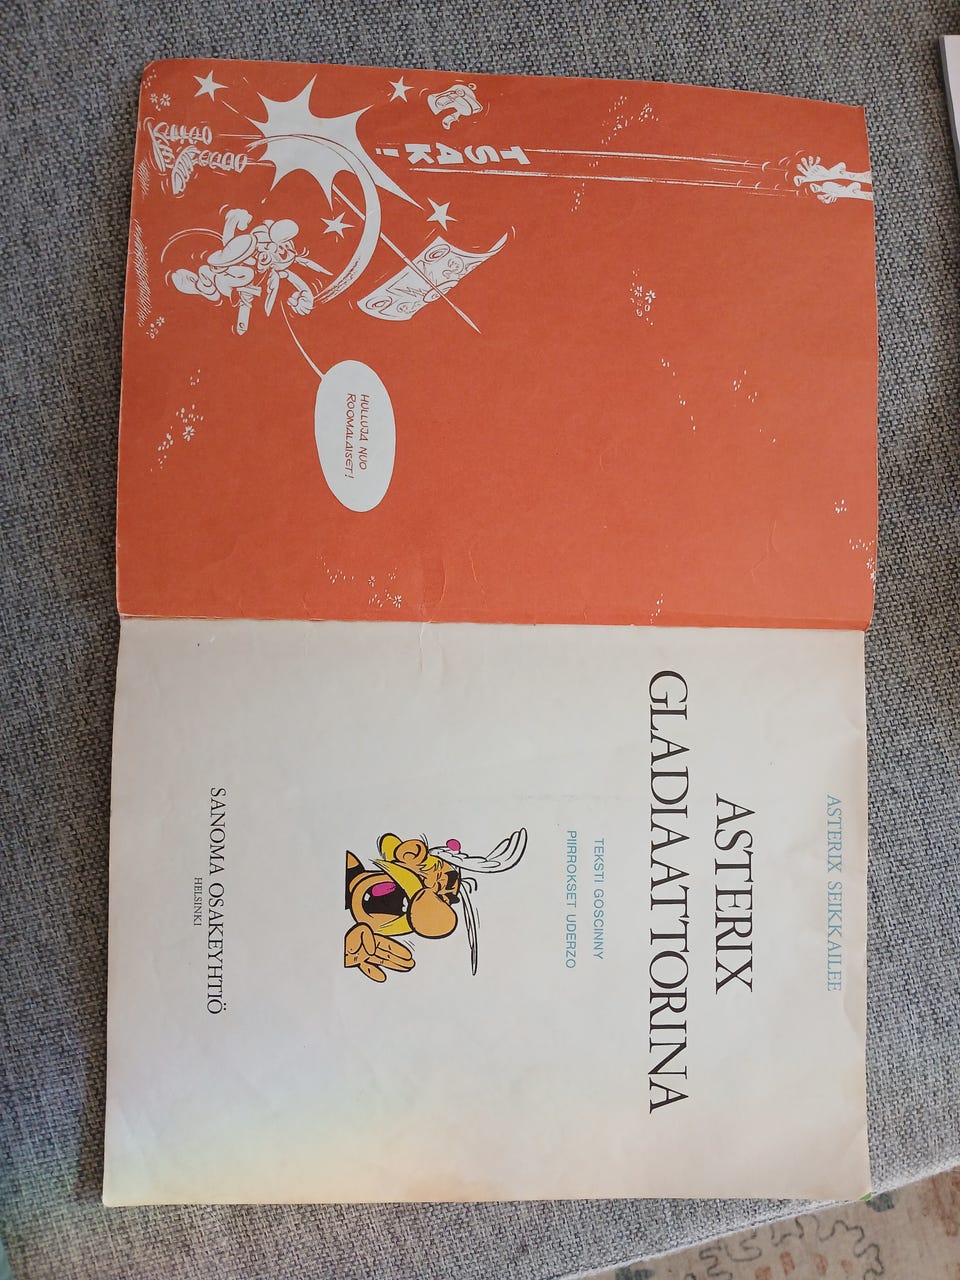 TSAK!
HULLUJA NUO
ROOMALAISET!
ASTERIX SEIKKAILEE
ASTERIX
GLADIAATTORINA
TEKSTI GOSCINNY
PIIRROKSET UDERZO
SANOMA OSAKEYHTIÖ
HELSINKI